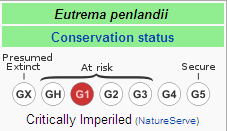 Eutrema penlandii
Conservation status
Presumed
Extinct At risk Secure
GX GH G1 G2 G3 G4 G5
Critically Imperiled (NatureServe)